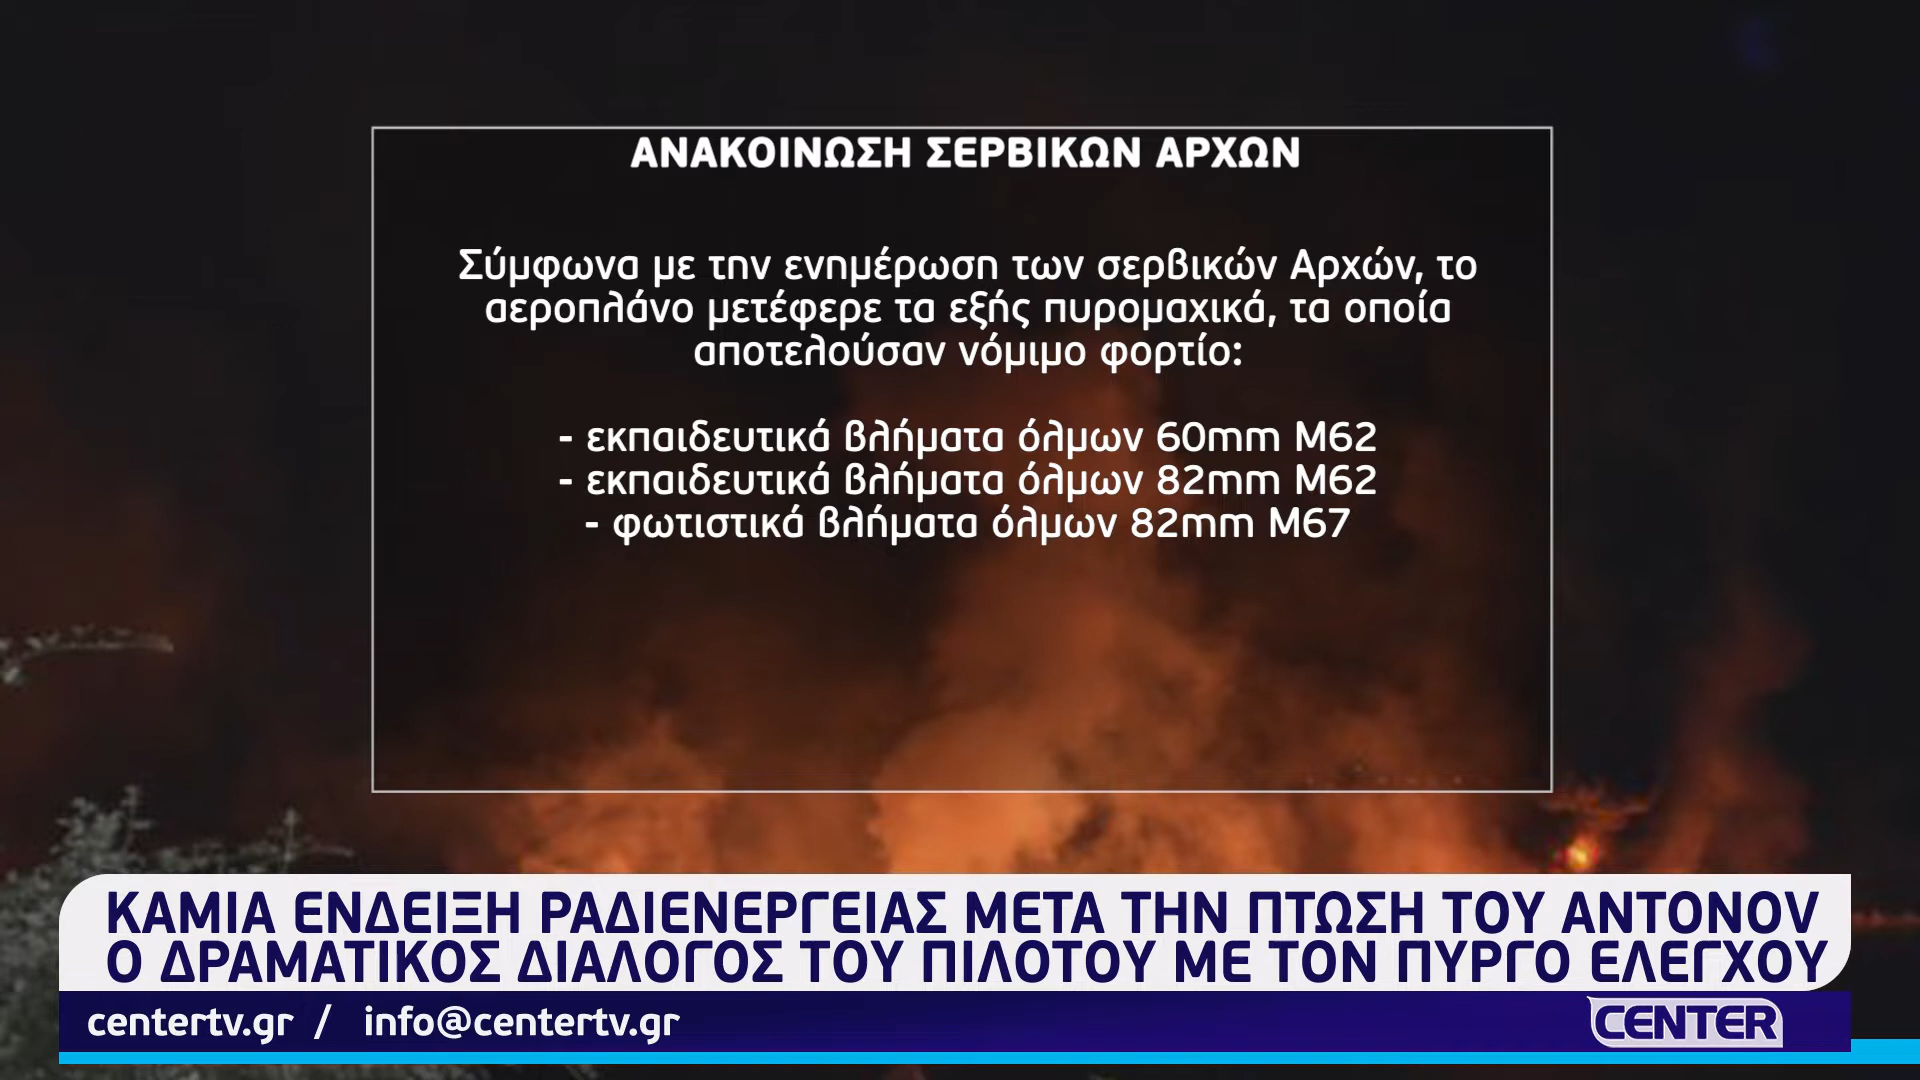 ΑΝΑΚΟΙΝΩΣΗ ΣΕΡΒΙΚΩΝ ΑΡΧΩΝ
Σύμφωνα με την ενημέρωση των σερβικών Αρχών, το
αεροπλάνο μετέφερε τα εξής πυρομαχικά, τα οποία
αποτελούσαν νόμιμο φορτίο:
- εκπαιδευτικά βλήματα όλμων 60mm M62
- εκπαιδευτικά βλήματα όλμων 82mm M62
- φωτιστικά βλήματα όλμων 82mm M67
ΚΑΜΙΑ ΕΝΔΕΙΞΗ ΡΑΔΙΕΝΕΡΓΕΙΑΣ ΜΕΤΑ ΤΗΝ ΠΤΩΣΗ ΤΟΥ ANTONOV
Ο ΔΡΑΜΑΤΙΚΟΣ ΔΙΑΛΟΓΟΣ ΤΟΥ ΠΙΛΟΤΟΥ ΜΕ ΤΟΝ ΠΥΡΓΟ ΕΛΕΓΧΟΥ
centertv.gr / info@centertv.gr
CENTER